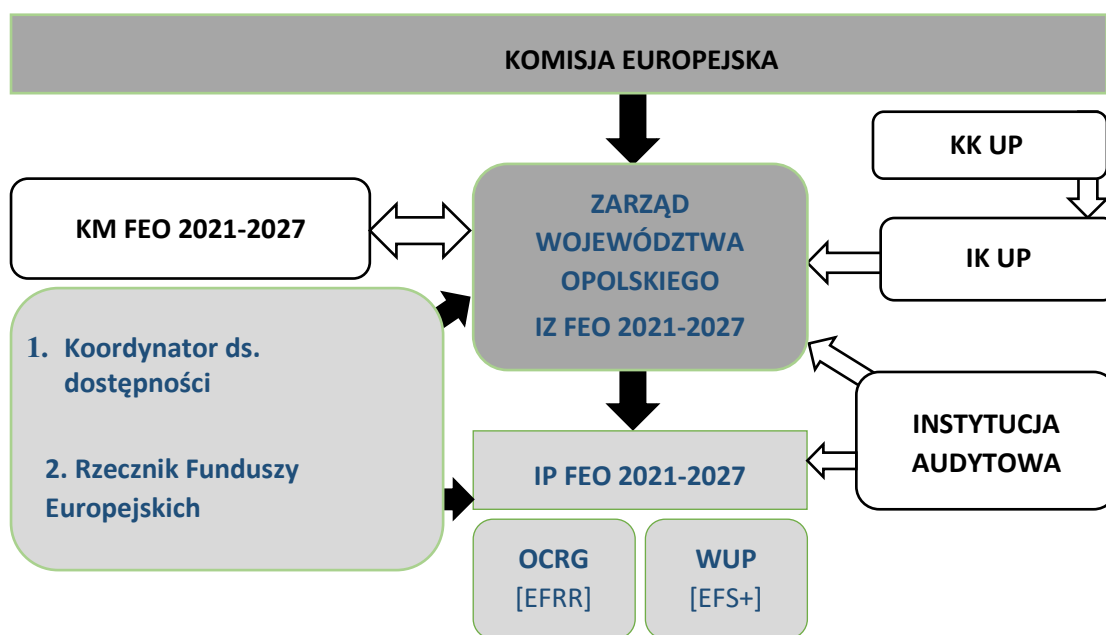 KOMISJA EUROPEJSKA
KK UP
KM FEO 2021-2027
ZARZĄD
WOJEWÓDZTWA
OPOLSKIEGO
IZ FEO 2021-2027
IK UP
1. Koordynator ds.
dostępności
2. Rzecznik Funduszy
Europejskich
INSTYTUCJA
AUDYTOWA
IP FEO 2021-2027
OCRG
[EFRR]
WUP
[EFS+]